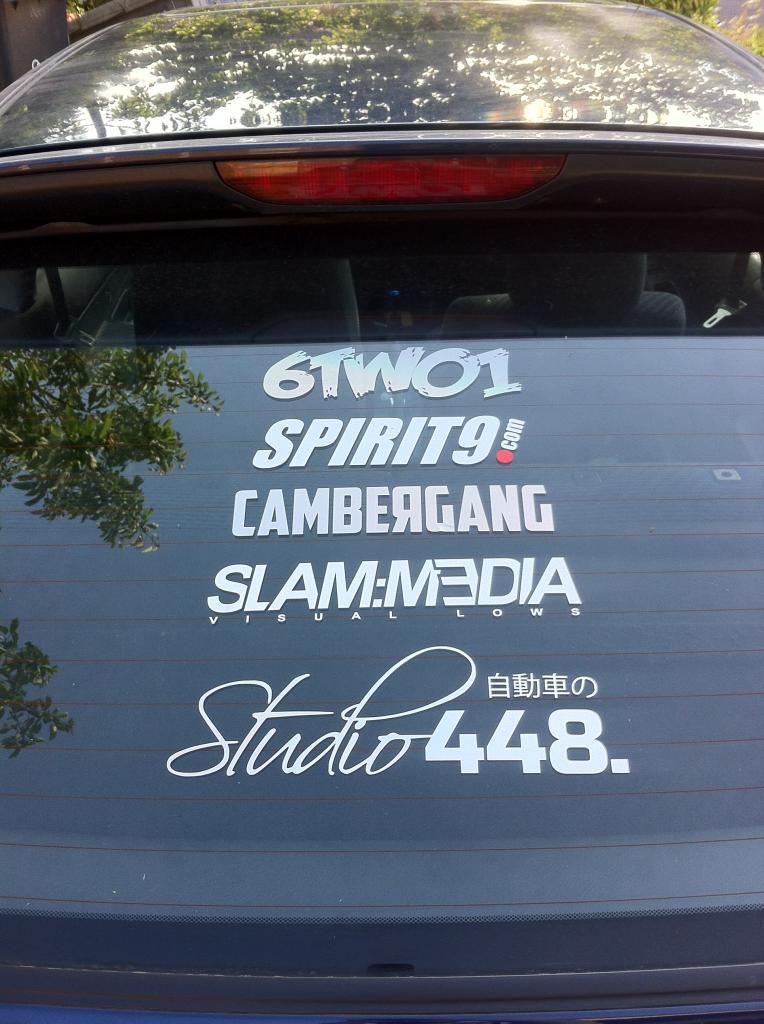 6TWO1
SPIRIT9.com
CAMBERGANG
SLAM:MEDIA
VISUAL LOWS
自動車の
Studio 448.